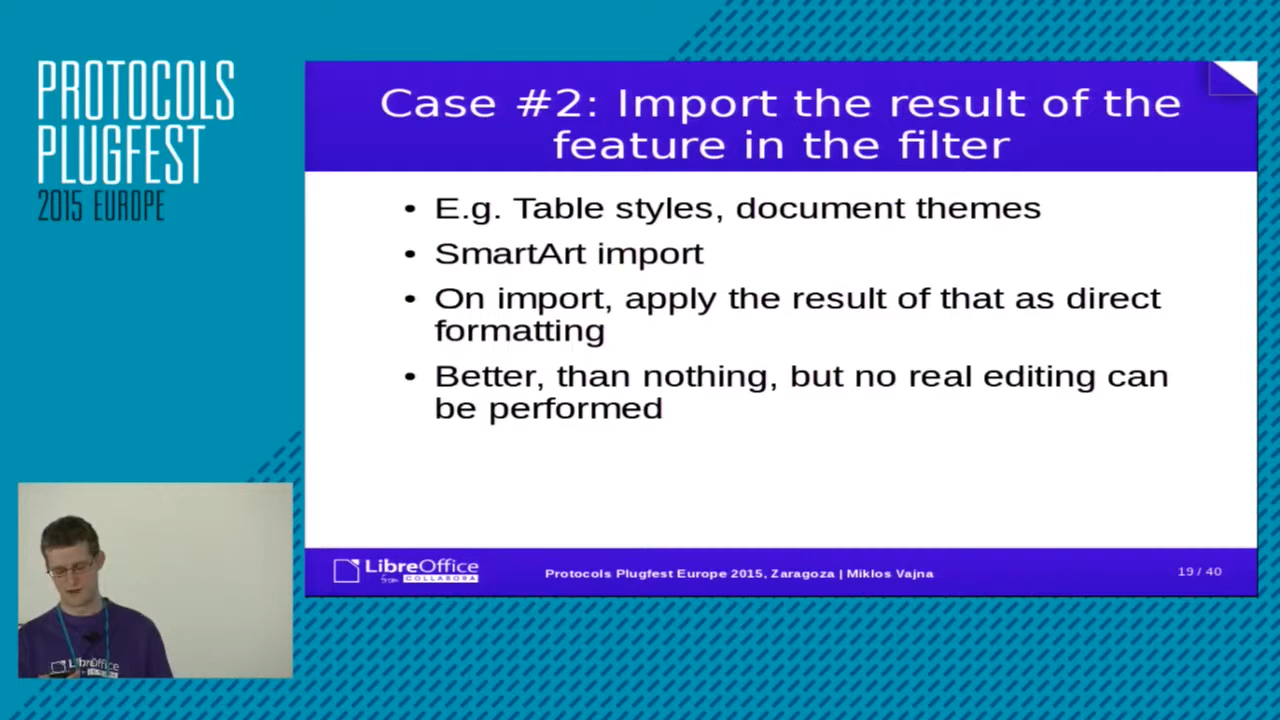 PROTOCOLS
PLUGFEST
2015 EUROPE
Case #2: Import the result of the
feature in the filter
• E.g. Table styles, document themes
• SmartArt import
• On import, apply the result of that as direct
formatting
• Better, than nothing, but no real editing can
be performed
LibreOffice
from COLLABORA
Protocols Plugfest Europe 2015, Zaragoza | Miklos Vajna
19 / 40
LibreOffice